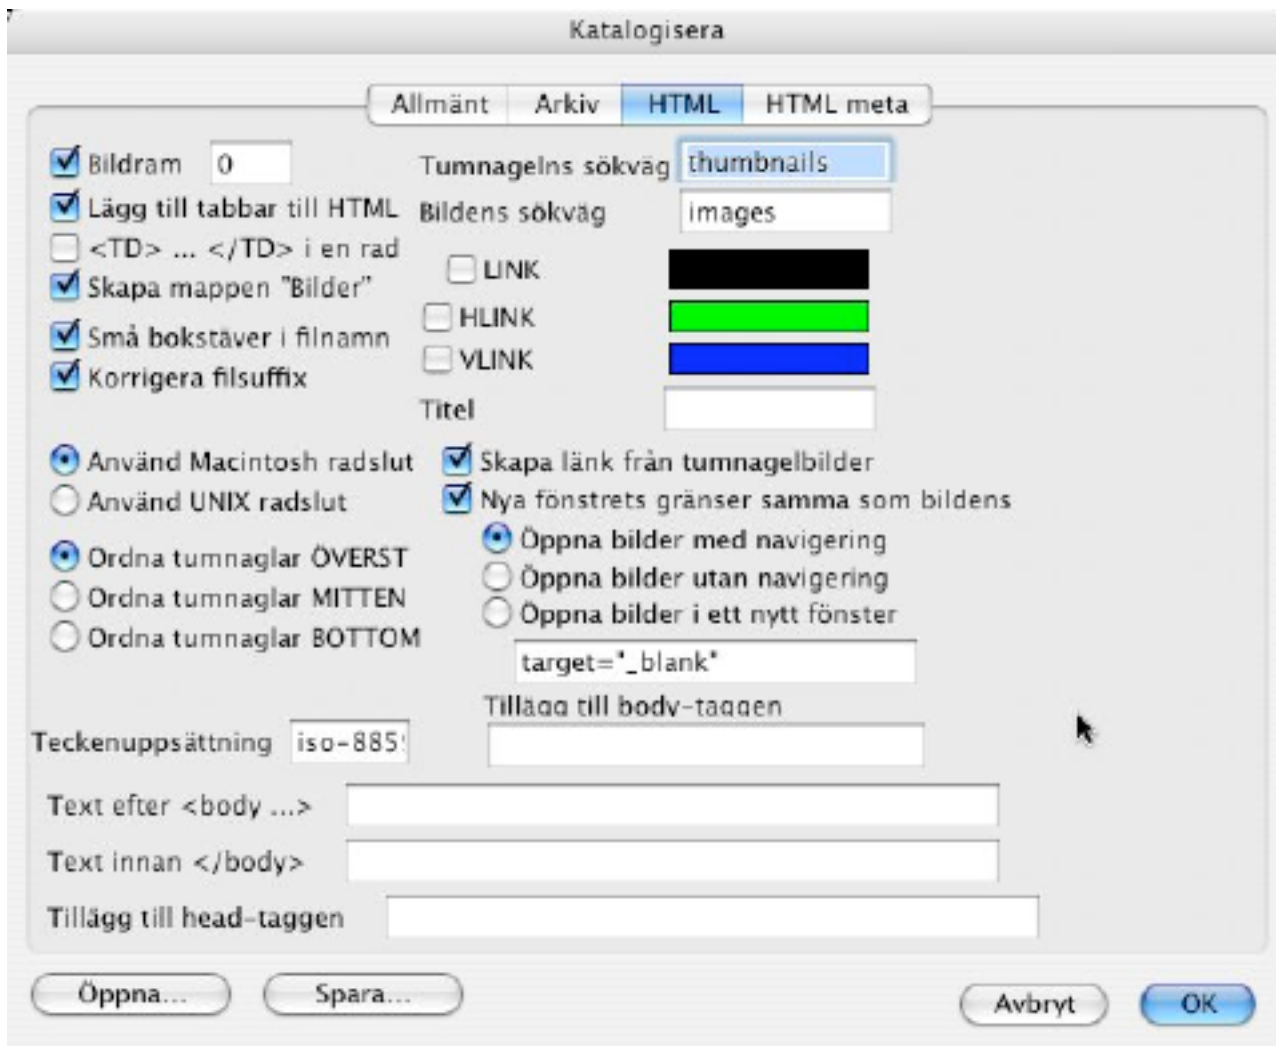 Katalogisera
Allmänt Arkiv HTML HTML meta
Bildram 0 Tumnagelns sökväg thumbnails
Lägg till tabbar till HTML Bildens sökväg images
<TD> ... </TD> i en rad
LINK
Skapa mappen "Bilder"
HLINK
Små bokstäver i filnamn
VLINK
Korrigera filsuffix
Titel
Använd Macintosh radslut Skapa länk från tumnagelbilder
Använd UNIX radslut Nya fönstrets gränser samma som bildens
Öppna bilder med navigering
Ordna tumnaglar ÖVERST
Öppna bilder utan navigering
Ordna tumnaglar MITTEN
Öppna bilder i ett nytt fönster
Ordna tumnaglar BOTTOM
target="_blank"
Tillägg till body-taggen
Teckenuppsättning iso-885
Text efter <body ...>
Text innan </body>
Tillägg till head-taggen
Öppna... Spara... Avbryt OK